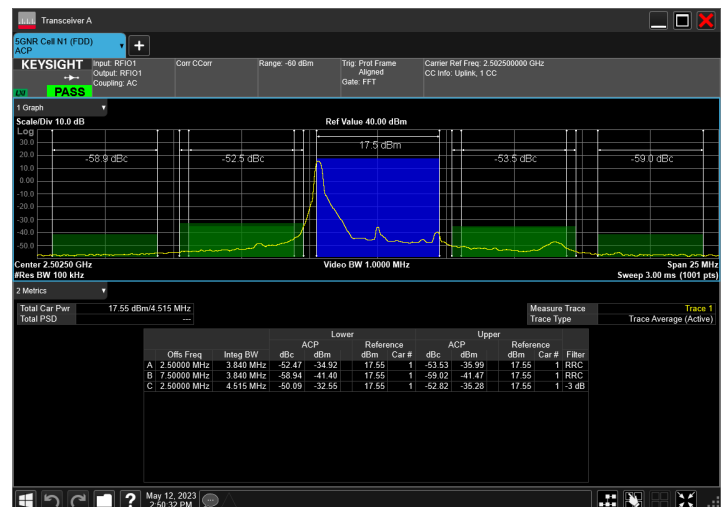 Transceiver A
5GNR Cell N1 (FDD)
ACP
KEYSIGHT
LXI
PASS
Input: RFIO1
Output: RFIO1
Coupling: AC
Corr CCorr
Range: -60 dBm
Trig: Prot Frame
Aligned
Gate: FFT
Carrier Ref Freq: 2.502500000 GHz
CC Info: Uplink, 1 CC
1 Graph
Scale/Div 10.0 dB
Ref Value 40.00 dBm
Log
30.0
20.0
10.0
0.00
-10.0
-20.0
-30.0
-40.0
-50.0
-58.9 dBc
-52.5 dBc
17.5 dBm
-53.5 dBc
-59.0 dBc
Center 2.50250 GHz
#Res BW 100 kHz
Video BW 1.0000 MHz
Span 25 MHz
Sweep 3.00 ms (1001 pts)
2 Metrics
Total Car Pwr 17.55 dBm/4.515 MHz
Total PSD ---
Measure Trace Trace 1
Trace Type Trace Average (Active)
Lower Upper
ACP Reference ACP Reference
Offs Freq Integ BW dBc dBm dBm Car # dBc dBm dBm Car # Filter
A 2.50000 MHz 3.840 MHz -52.47 -34.92 17.55 1 -53.53 -35.99 17.55 1 RRC
B 7.50000 MHz 3.840 MHz -58.94 -41.40 17.55 1 -59.02 -41.47 17.55 1 RRC
C 2.50000 MHz 4.515 MHz -50.09 -32.55 17.55 1 -52.82 -35.28 17.55 1 -3 dB
?
May 12, 2023
2:50:32 PM